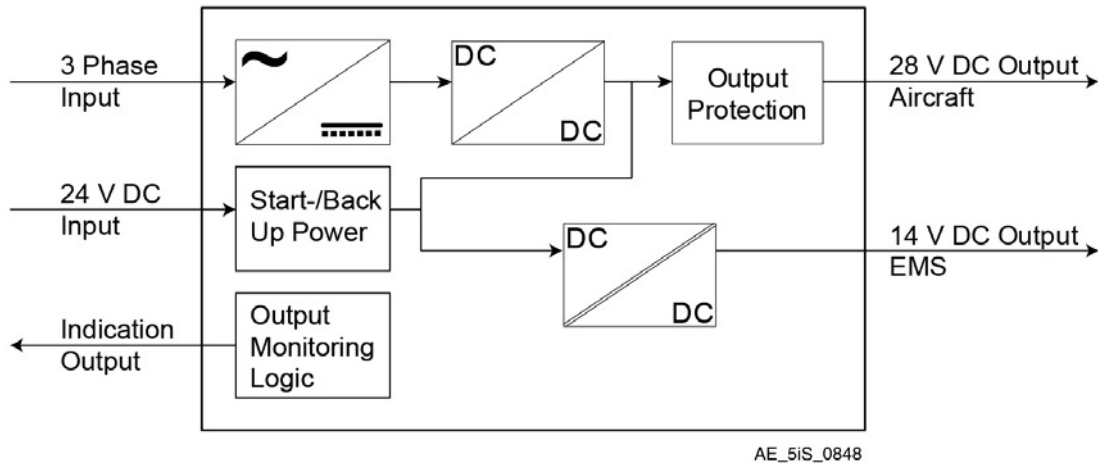 3 Phase
Input
DC
DC
Output
Protection
28 V DC Output
Aircraft
24 V DC
Input
Start-/Back
Up Power
DC
DC
14 V DC Output
EMS
Indication
Output
Output
Monitoring
Logic
AE_5iS_0848